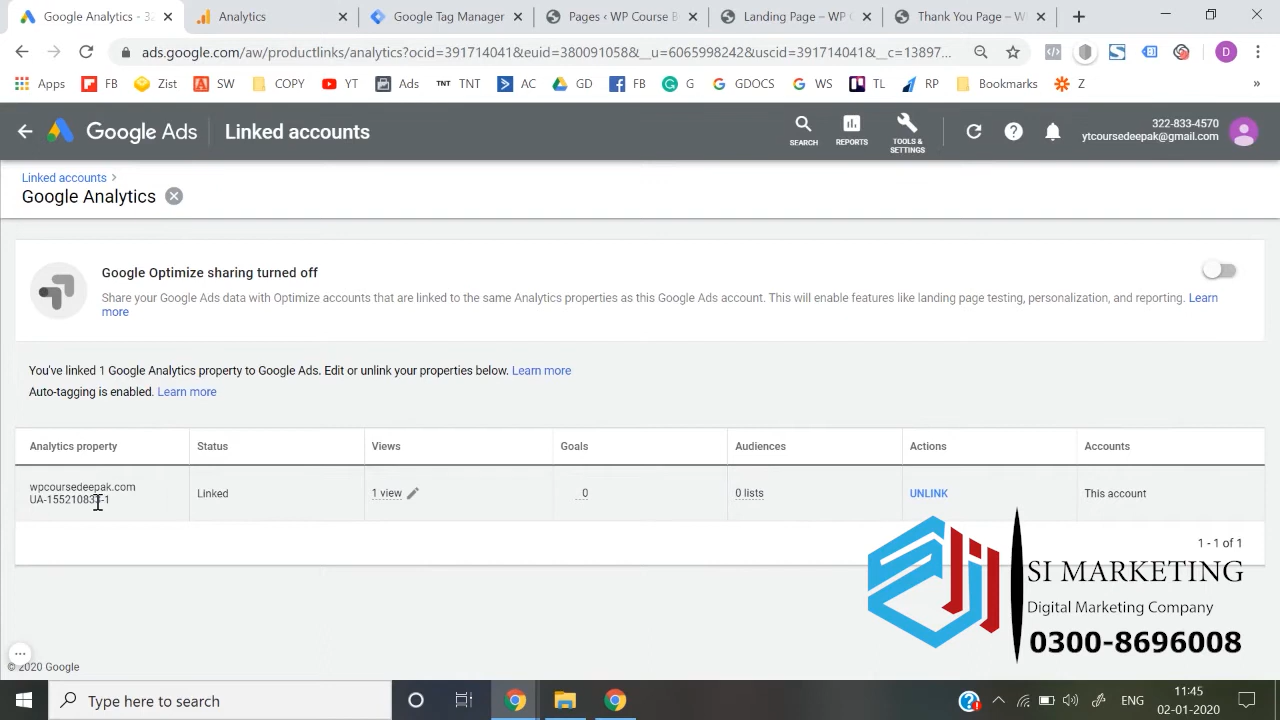 Google Ads - 32
Analytics
Google Tag Manager
Pages ‹ WP Course B
Landing Page – WP C
Thank You Page – W
ads.google.com/aw/productlinks/analytics?ocid=391714041&euid=380091058&__u=6065998242&uscid=391714041&__c=13897...
D
Apps
FB
Zist
SW
COPY
YT
Ads
TNT TNT
AC
GD
FB
G
GDOCS
WS
TL
RP
Bookmarks
Z
»
Google Ads
Linked accounts
SEARCH
REPORTS
TOOLS & SETTINGS
322-833-4570
ytcoursedeepak@gmail.com
Linked accounts >
Google Analytics
Google Optimize sharing turned off
Share your Google Ads data with Optimize accounts that are linked to the same Analytics properties as this Google Ads account. This will enable features like landing page testing, personalization, and reporting. Learn
more
You've linked 1 Google Analytics property to Google Ads. Edit or unlink your properties below. Learn more
Auto-tagging is enabled. Learn more
Analytics property
Status
Views
Goals
Audiences
Actions
Accounts
wpcoursedeepak.com
Linked
1 view
0
0 lists
UNLINK
This account
1 - 1 of 1
SI MARKETING
Digital Marketing Company
0300-8696008
© 2020 Google
Type here to search
ENG
11:45
02-01-2020